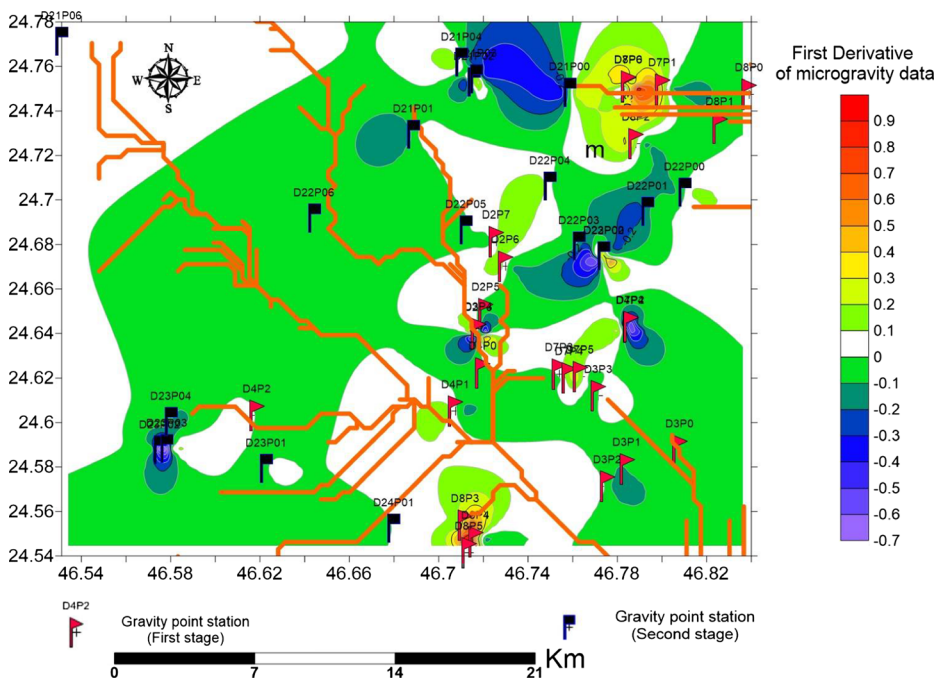 24.78
24.76
24.74
24.72
24.7
24.68
24.66
24.64
24.62
24.6
24.58
24.56
24.54
46.54
46.58
46.62
46.66
46.7
46.74
46.78
46.82
D21P06
N
W E
S
D21P04
D21P00
D7P1
D8P0
D8P1
D21P01
m
D22P04
D22P00
D22P06
D22P01
D22P05
D2P7
D22P03
D2P6
D2P5
D4P1
D3P3
D23P04
D4P2
D3P0
D23P01
D3P1
D3P2
D24P01
D8P3
D8P5
First Derivative
of microgravity data
0.9
0.8
0.7
0.6
0.5
0.4
0.3
0.2
0.1
0
-0.1
-0.2
-0.3
-0.4
-0.5
-0.6
-0.7
D4P2
Gravity point station
(First stage)
Gravity point station
(Second stage)
0 7 14 21
Km